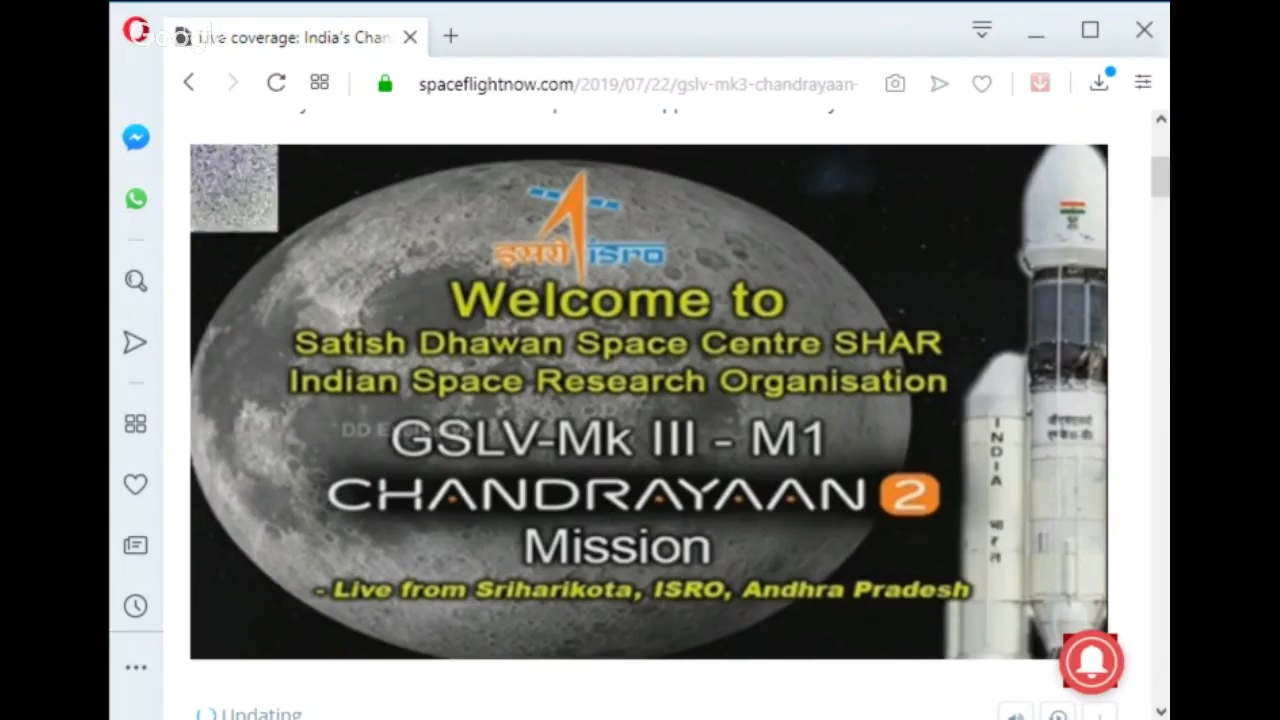 Google
Live coverage: India's Chan
spaceflightnow.com/2019/07/22/gslv-mk3-chandrayaan-
इसरो isro
Welcome to
Satish Dhawan Space Centre SHAR
Indian Space Research Organisation
GSLV-Mk III - M1
CHANDRAYAAN 2
Mission
- Live from Sriharikota, ISRO, Andhra Pradesh
INDIA
भारत
Updating